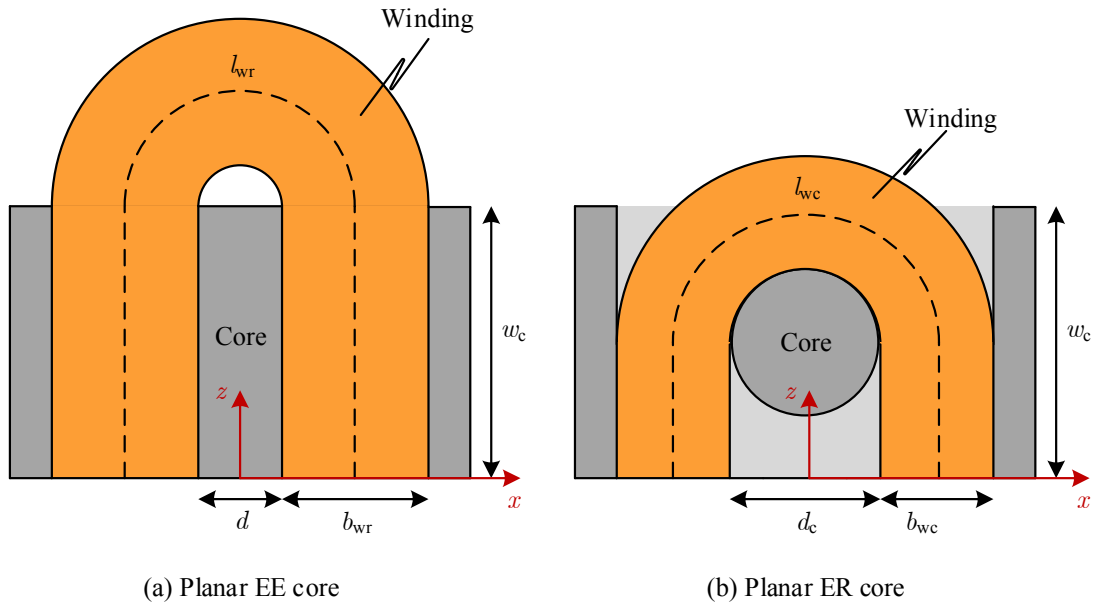 Winding
l_wr
Core
z
w_c
x
d
b_wr
(a) Planar EE core
Winding
l_wc
Core
z
w_c
x
d_c
b_wc
(b) Planar ER core